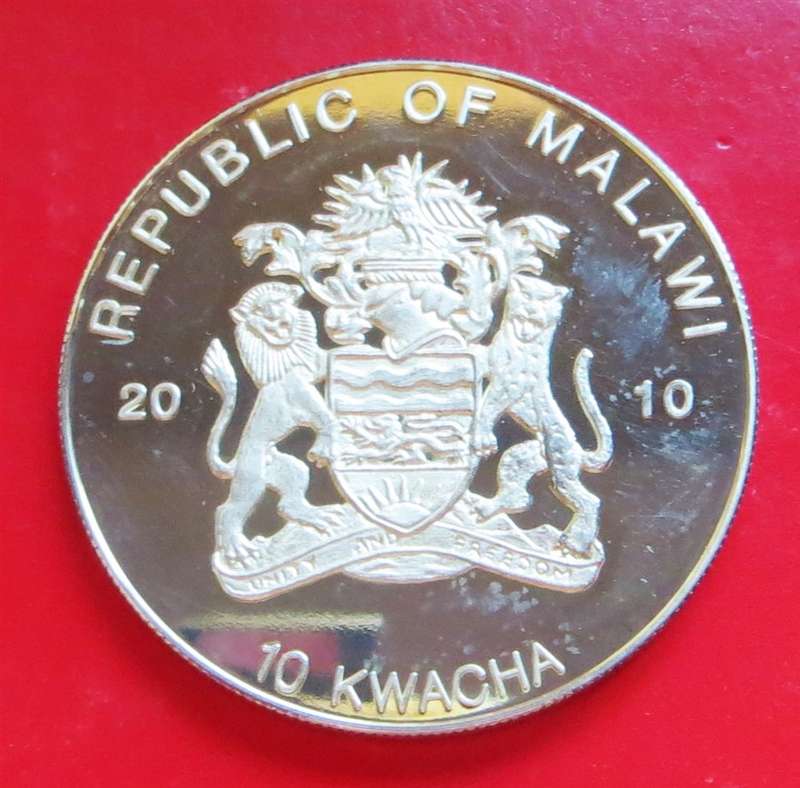 REPUBLIC OF MALAWI
20 10
UNITY AND FREEDOM
10 KWACHA